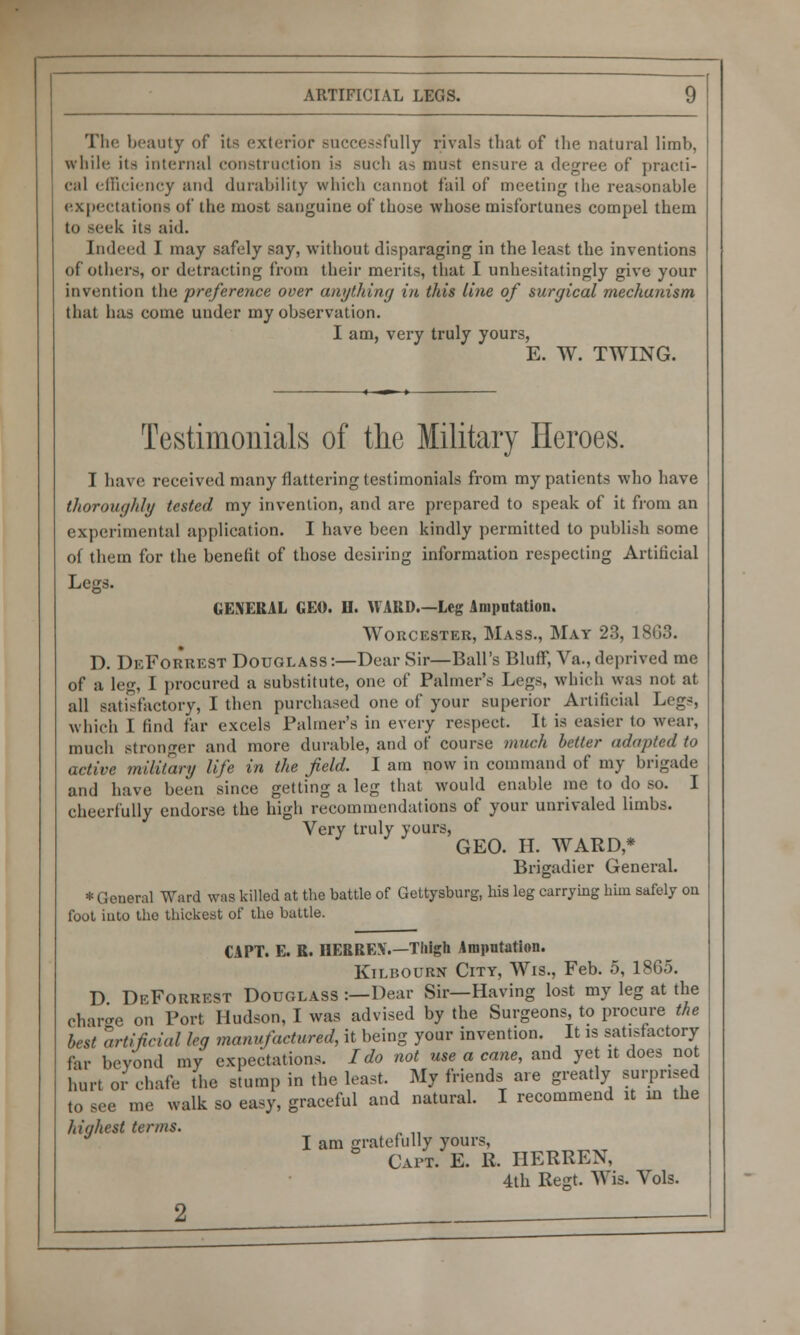 ARTIFICIAL LEGS. 9
The beauty of its exterior successfully rivals that of the natural limb,
while its internal construction is such as must ensure a degree of practi-
cal efficiency and durability which cannot fail of meeting the reasonable
expectations of the most sanguine of those whose misfortunes compel them
to seek its aid.
Indeed I may safely say, without disparaging in the least the inventions
of others, or detracting from their merits, that I unhesitatingly give your
invention the preference over anything in this line of surgical mechanism
that has come under my observation.
I am, very truly yours,
E. W. TWING.
Testimonials of the Military Heroes.
I have received many flattering testimonials from my patients who have
thoroughly tested my invention, and are prepared to speak of it from an
experimental application. I have been kindly permitted to publish some
of them for the benefit of those desiring information respecting Artificial
Legs.
GENERAL GEO. H. WARD.—Leg Amputation.
Worcester, Mass., May 23, 1863.
D. DeForrest Douglass:—Dear Sir—Ball's Bluff, Va., deprived me
of a leg, I procured a substitute, one of Palmer's Legs, which was not at
all satisfactory, I then purchased one of your superior Artificial Legs,
which I find far excels Palmer's in every respect. It is easier to wear,
much stronger and more durable, and of course much better adapted to
active military life in the field. I am now in command of my brigade
and have been since getting a leg that would enable me to do so. I
cheerfully endorse the high recommendations of your unrivaled limbs.
Very truly yours,
GEO. H. WARD,*
Brigadier General.
* General Ward was killed at the battle of Gettysburg, his leg carrying him safely on
foot into the thickest of the battle.
CAPT. E. R. HERREN.—Thigh Amputation.
Kilbourn City, Wis., Feb. 5, 1865.
D. DeForrest Douglass:—Dear Sir—Having lost my leg at the
charge on Port Hudson, I was advised by the Surgeons, to procure the
best artificial leg manufactured, it being your invention. It is satisfactory
far beyond my expectations. I do not use a cane, and yet it does not
hurt or chafe the stump in the least. My friends are greatly surprised
to see me walk so easy, graceful and natural. I recommend it in the
highest terms.
I am gratefully yours,
Capt. E. R. HERREN,
4th Regt. Wis. Vols.
2